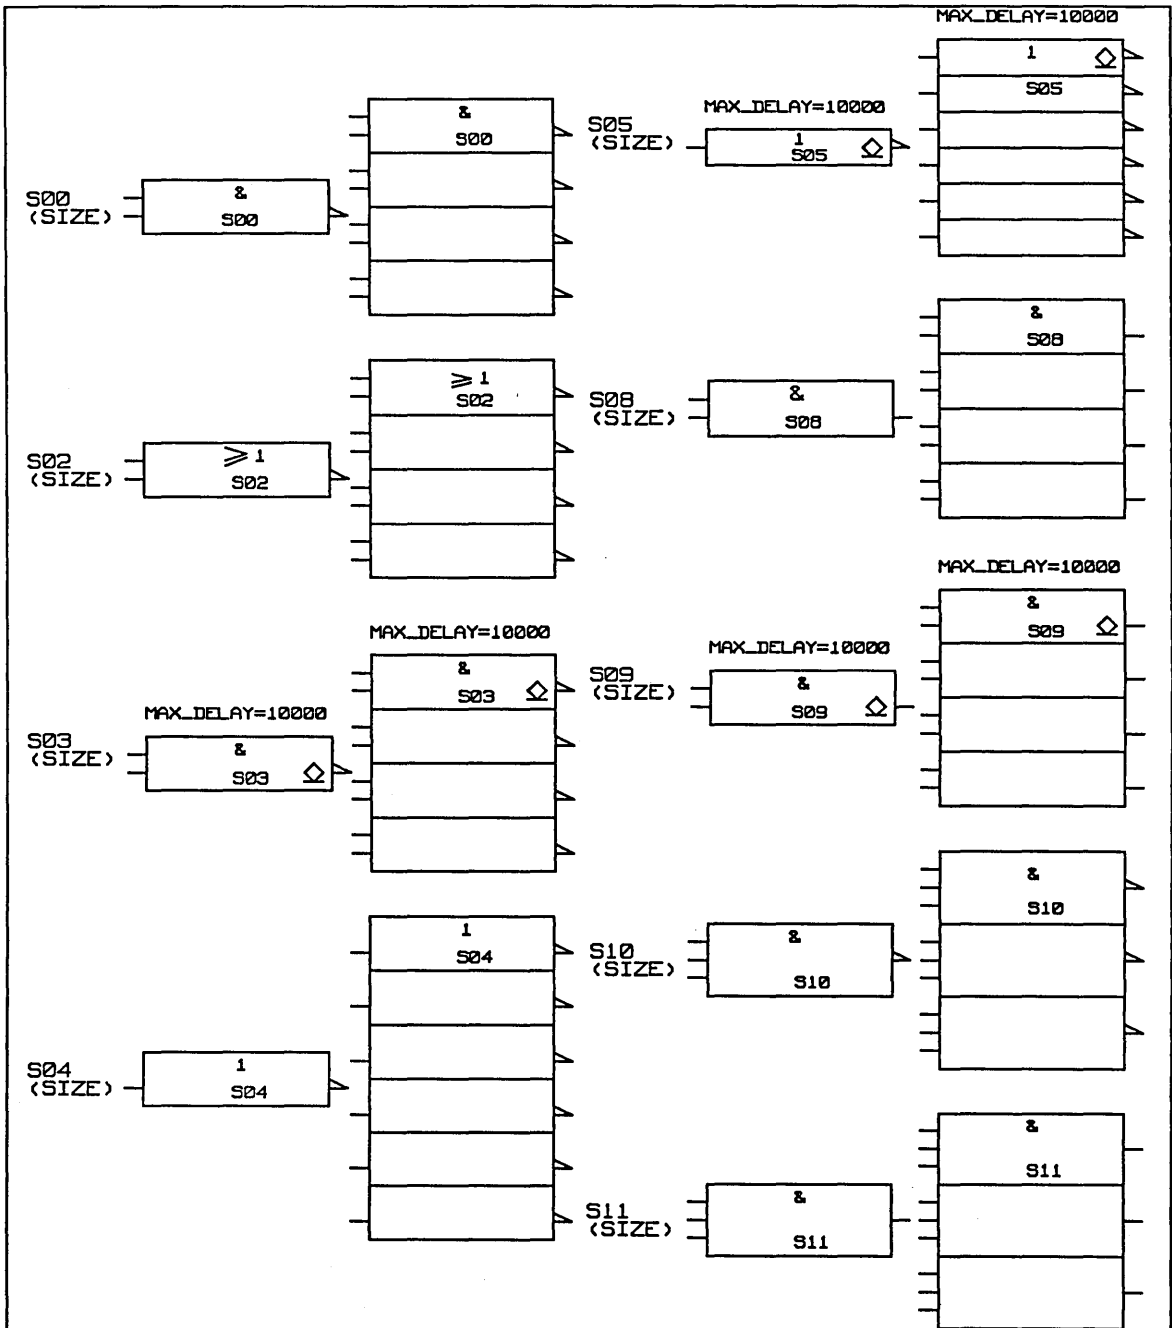 S00
(SIZE)
&
S00
&
S00
S02
(SIZE)
≥ 1
S02
≥ 1
S02
S03
(SIZE)
MAX_DELAY=10000
&
S03
MAX_DELAY=10000
&
S03
S04
(SIZE)
1
S04
1
S04
S05
(SIZE)
MAX_DELAY=10000
1
S05
MAX_DELAY=10000
1
S05
S08
(SIZE)
&
S08
&
S08
S09
(SIZE)
MAX_DELAY=10000
&
S09
MAX_DELAY=10000
&
S09
S10
(SIZE)
&
S10
&
S10
S11
(SIZE)
&
S11
&
S11